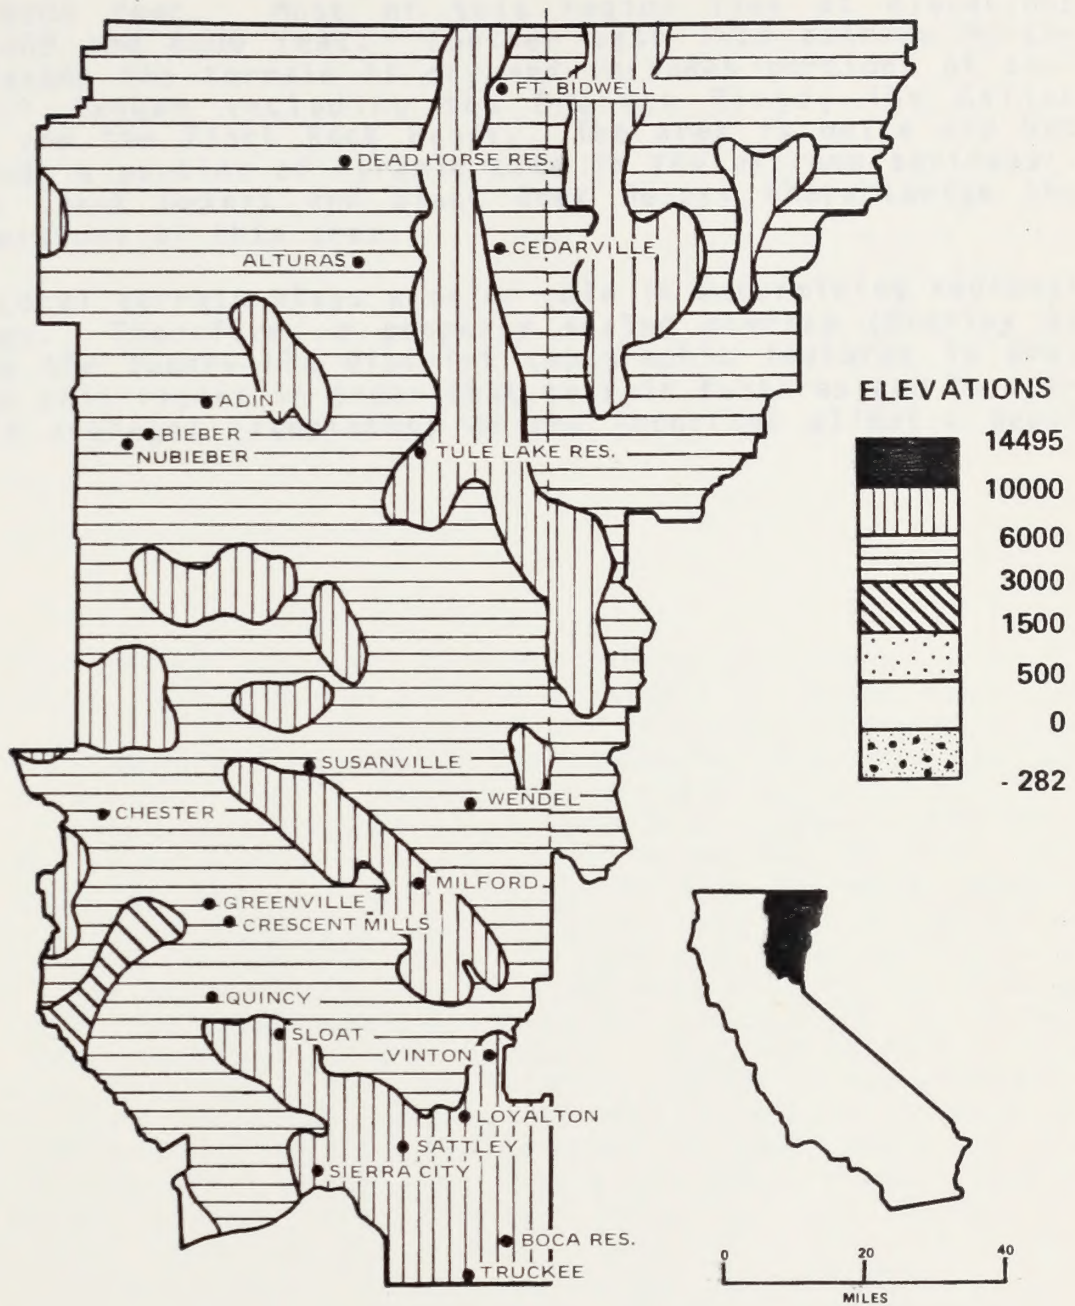 FT. BIDWELL
DEAD HORSE RES.
CEDARVILLE
ALTURAS
ADIN
BIEBER
NUBIEBER
TULE LAKE RES.
SUSANVILLE
WENDEL
CHESTER
MILFORD
GREENVILLE
CRESCENT MILLS
QUINCY
SLOAT
VINTON
LOYALTON
SATTLEY
SIERRA CITY
BOCA RES.
TRUCKEE
ELEVATIONS
14495
10000
6000
3000
1500
500
0
- 282
0 20 40
MILES